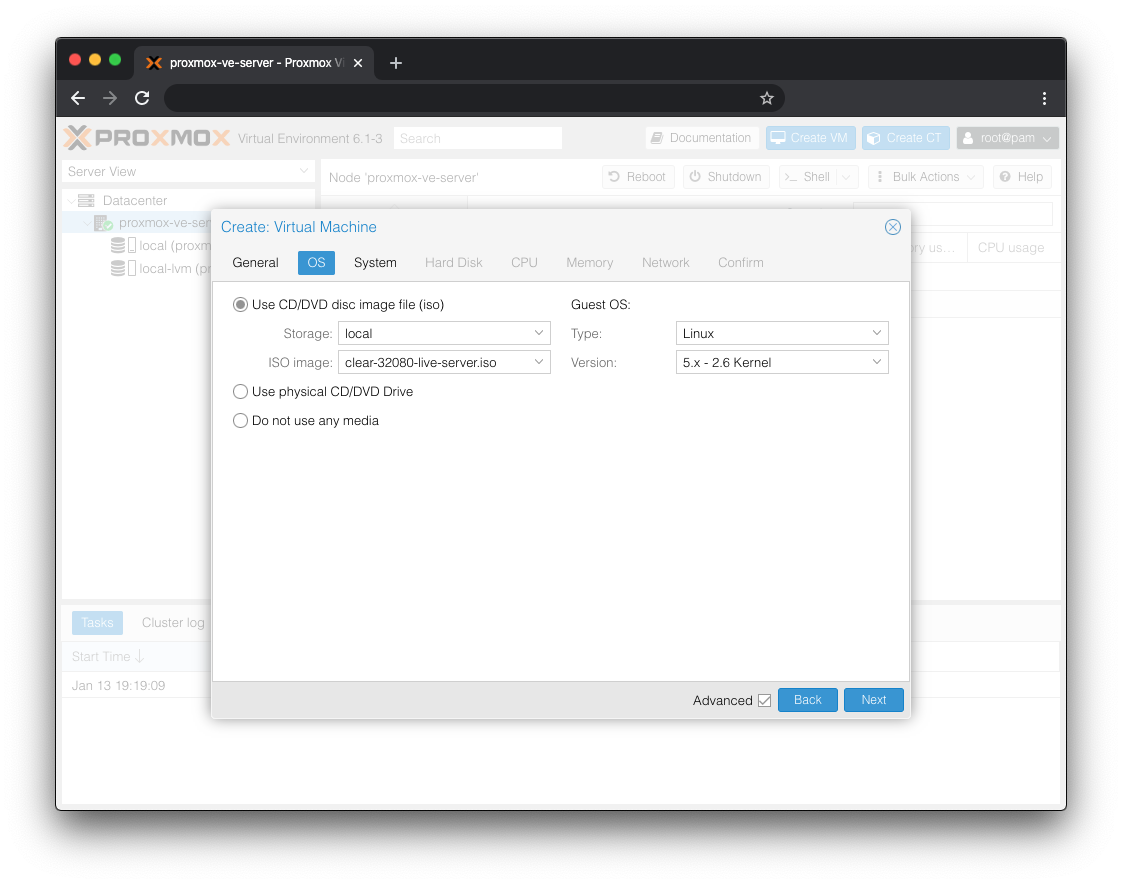 proxmox-ve-server - Proxmox Vi
PROXMOX Virtual Environment 6.1-3 Search Documentation Create VM Create CT root@pam
Server View
Node 'proxmox-ve-server' Reboot Shutdown >_ Shell Bulk Actions Help
Datacenter
proxmox-ve-ser
local (proxm
local-lvm (pr
ory us... CPU usage
Create: Virtual Machine
General OS System Hard Disk CPU Memory Network Confirm
Use CD/DVD disc image file (iso) Guest OS:
Storage: local Type: Linux
ISO image: clear-32080-live-server.iso Version: 5.x - 2.6 Kernel
Use physical CD/DVD Drive
Do not use any media
Advanced Back Next
Tasks Cluster log
Start Time
Jan 13 19:19:09